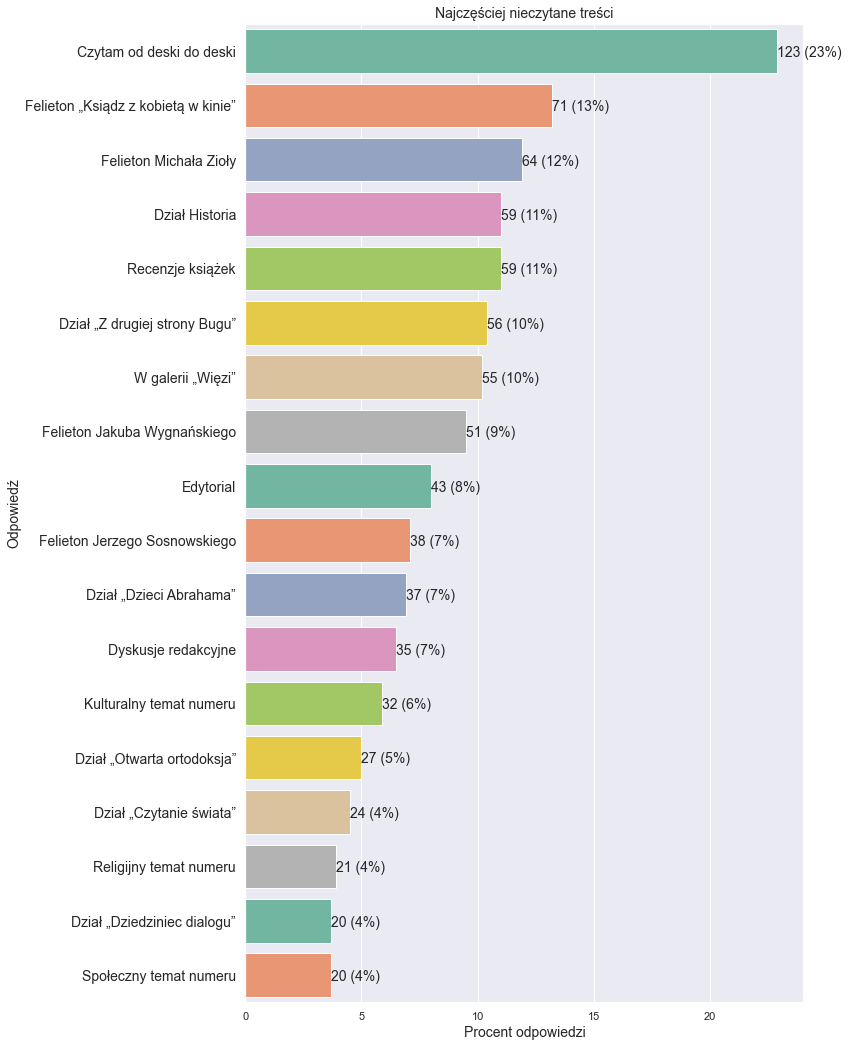 Najczęściej nieczytane treści
Czytam od deski do deski 123 (23%)
Felieton „Ksiądz z kobietą w kinie” 71 (13%)
Felieton Michała Zioły 64 (12%)
Dział Historia 59 (11%)
Recenzje książek 59 (11%)
Dział „Z drugiej strony Bugu” 56 (10%)
W galerii „Więzi” 55 (10%)
Felieton Jakuba Wygnańskiego 51 (9%)
Edytorial 43 (8%)
Felieton Jerzego Sosnowskiego 38 (7%)
Dział „Dzieci Abrahama” 37 (7%)
Dyskusje redakcyjne 35 (7%)
Kulturalny temat numeru 32 (6%)
Dział „Otwarta ortodoksja” 27 (5%)
Dział „Czytanie świata” 24 (4%)
Religijny temat numeru 21 (4%)
Dział „Dziedziniec dialogu” 20 (4%)
Społeczny temat numeru 20 (4%)
Odpowiedź
0 5 10 15 20
Procent odpowiedzi